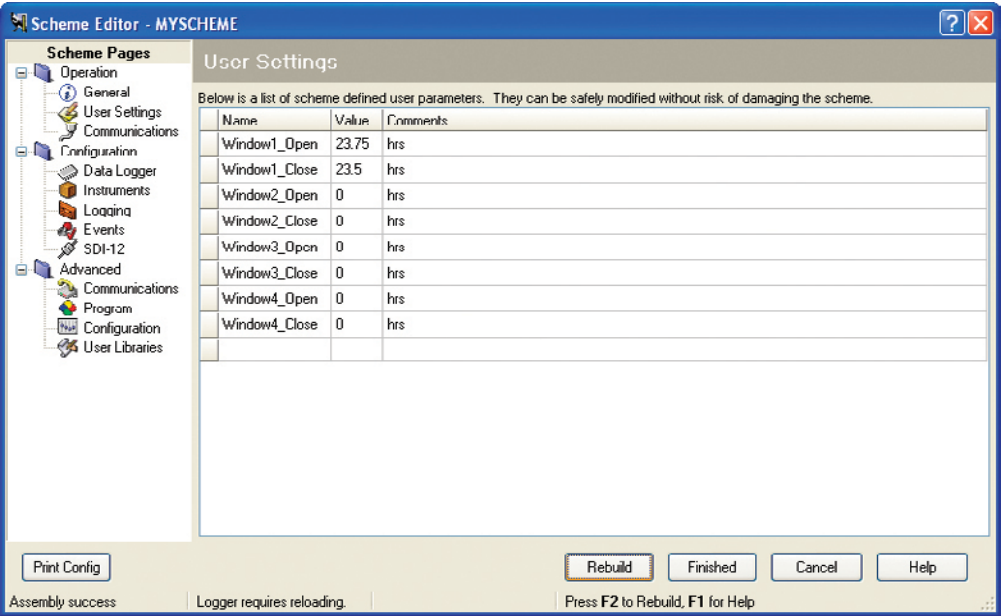 Scheme Editor - MYSCHEME
Scheme Pages
Operation
General
User Settings
Communications
Configuration
Data Logger
Instruments
Logging
Events
SDI-12
Advanced
Communications
Program
Configuration
User Libraries
User Settings
Below is a list of scheme defined user parameters. They can be safely modified without risk of damaging the scheme.
Name Value Comments
Window1_Open 23.75 hrs
Window1_Close 23.5 hrs
Window2_Open 0 hrs
Window2_Close 0 hrs
Window3_Open 0 hrs
Window3_Close 0 hrs
Window4_Open 0 hrs
Window4_Close 0 hrs
Print Config Rebuild Finished Cancel Help
Assembly success Logger requires reloading. Press F2 to Rebuild, F1 for Help